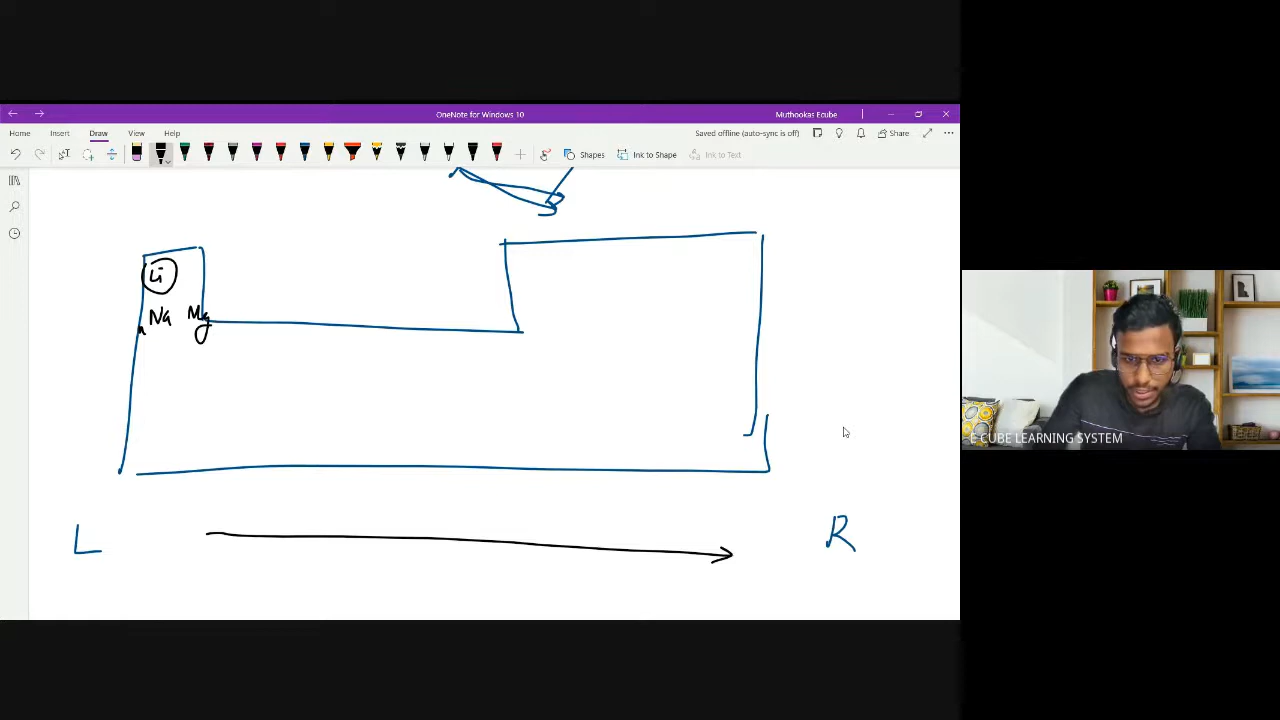 OneNote for Windows 10
Muthookas Ecube
Home Insert Draw View Help
Saved offline (auto-sync is off)
Share
Shapes
Ink to Shape
Ink to Text
Li
Na Mg
E CUBE LEARNING SYSTEM
L R